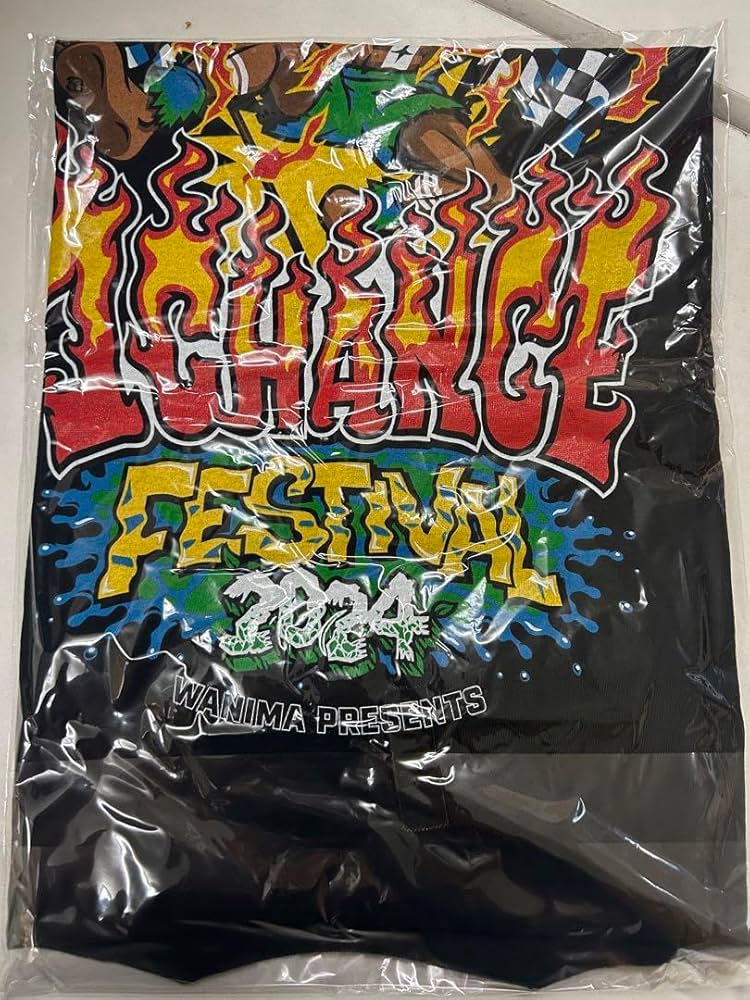 1CHANCE
FESTIVAL
2024
WANIMA PRESENTS